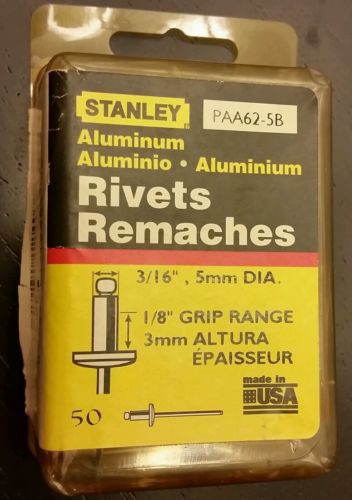 STANLEY
PAA62-5B
Aluminum
Aluminio • Aluminium
Rivets
Remaches
3/16", 5mm DIA.
1/8" GRIP RANGE
3mm ALTURA
ÉPAISSEUR
made in
USA
50